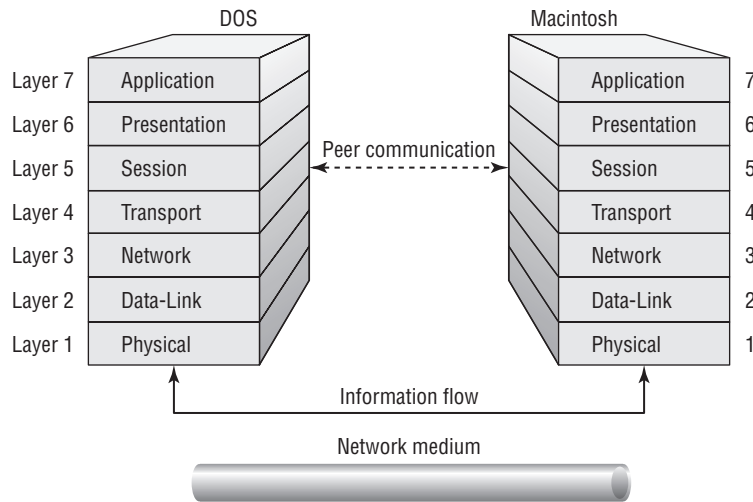 DOS Macintosh
Layer 7 Application Application 7
Layer 6 Presentation Presentation 6
Peer communication
Layer 5 Session Session 5
Layer 4 Transport Transport 4
Layer 3 Network Network 3
Layer 2 Data-Link Data-Link 2
Layer 1 Physical Physical 1
Information flow
Network medium